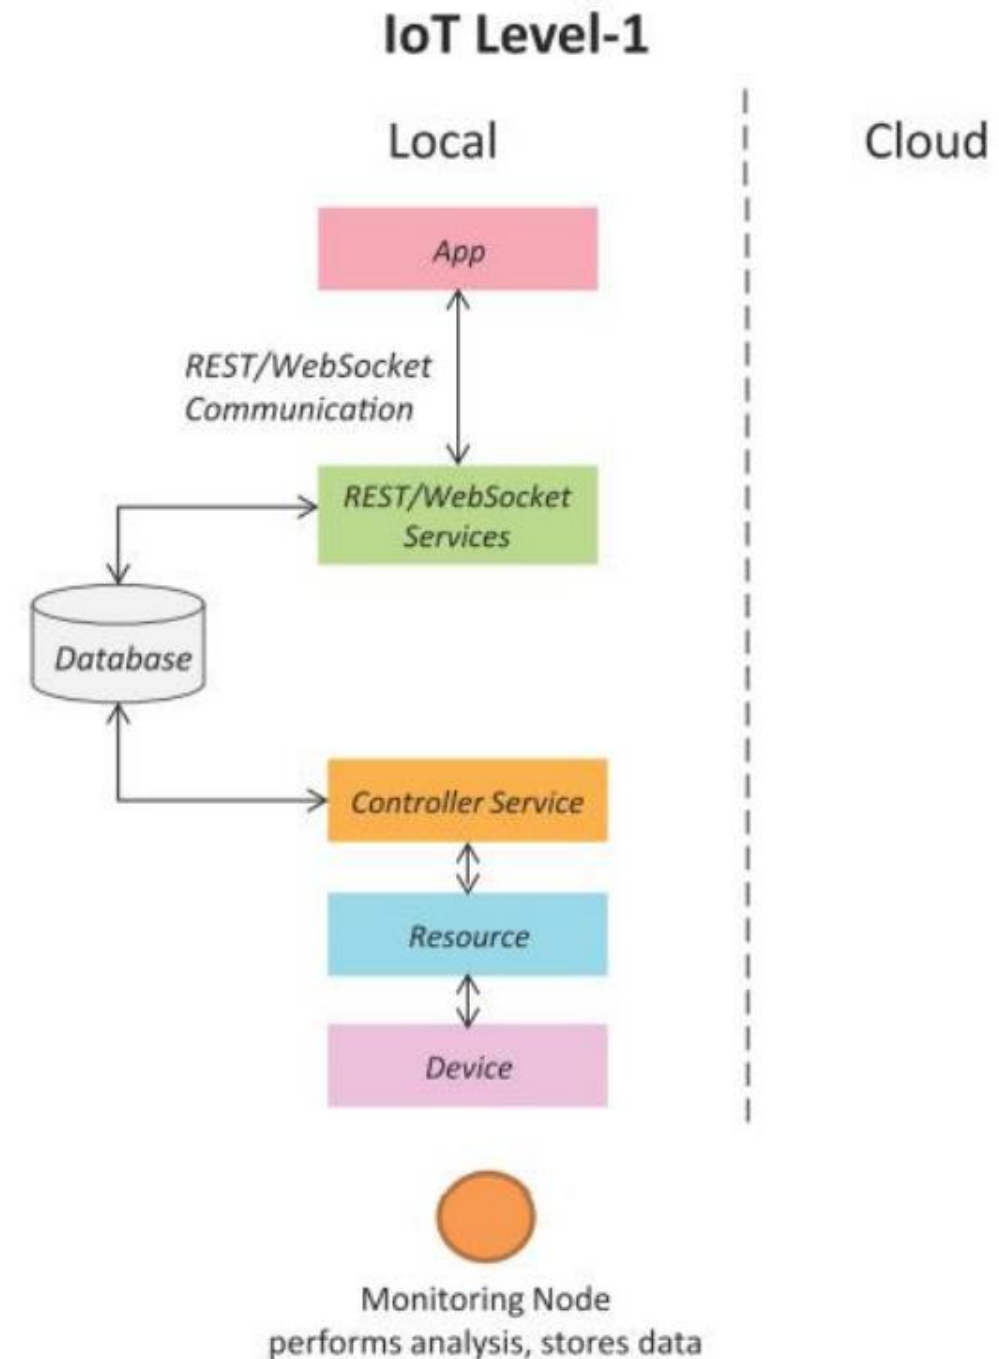 IoT Level-1
Local
Cloud
App
REST/WebSocket
Communication
REST/WebSocket
Services
Database
Controller Service
Resource
Device
Monitoring Node
performs analysis, stores data